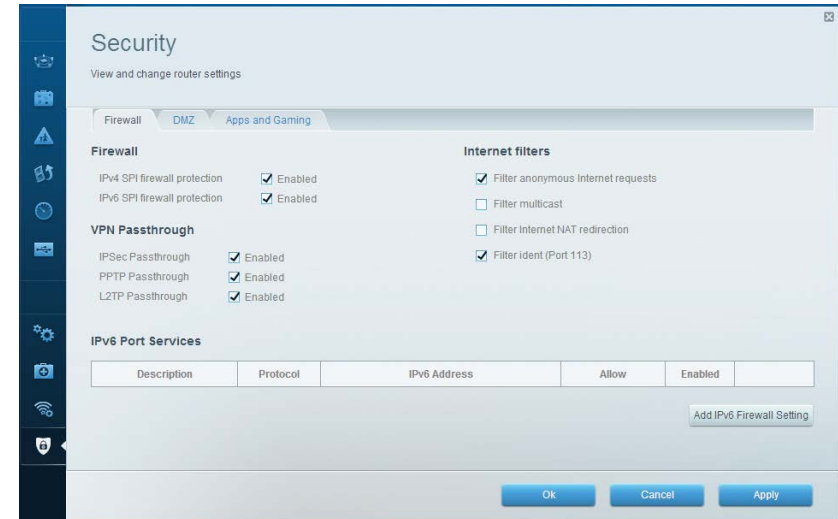 Security
View and change router settings
Firewall DMZ Apps and Gaming
Firewall
IPv4 SPI firewall protection Enabled
IPv6 SPI firewall protection Enabled
VPN Passthrough
IPSec Passthrough Enabled
PPTP Passthrough Enabled
L2TP Passthrough Enabled
Internet filters
Filter anonymous Internet requests
Filter multicast
Filter Internet NAT redirection
Filter ident (Port 113)
IPv6 Port Services
Description Protocol IPv6 Address Allow Enabled
Add IPv6 Firewall Setting
Ok Cancel Apply